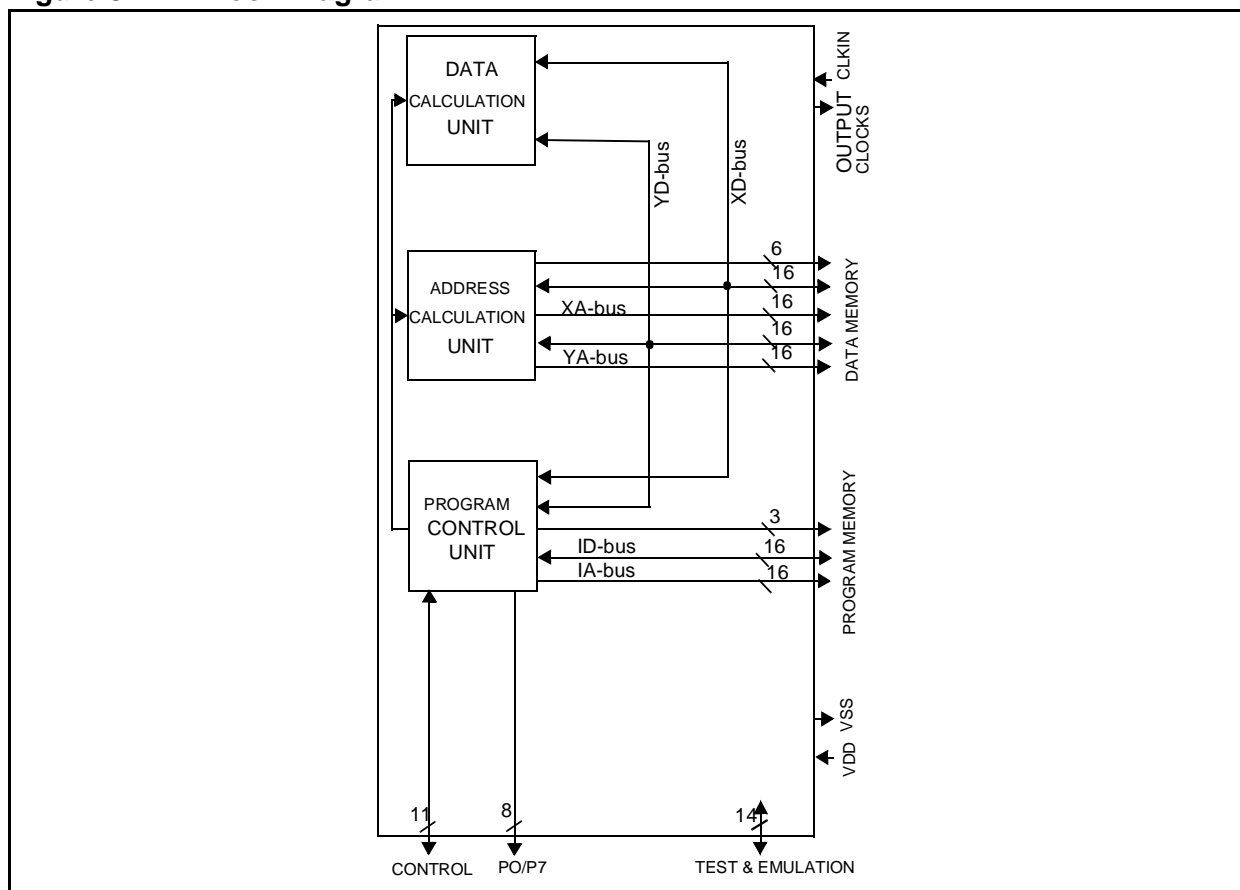 DATA
CALCULATION
UNIT
YD-bus
XD-bus
CLKIN
OUTPUT
CLOCKS
ADDRESS
CALCULATION
UNIT
6
16
XA-bus
16
16
YA-bus
16
DATA MEMORY
PROGRAM
CONTROL
UNIT
3
ID-bus
16
IA-bus
16
PROGRAM MEMORY
VSS
VDD
11
8
14
CONTROL
PO/P7
TEST & EMULATION